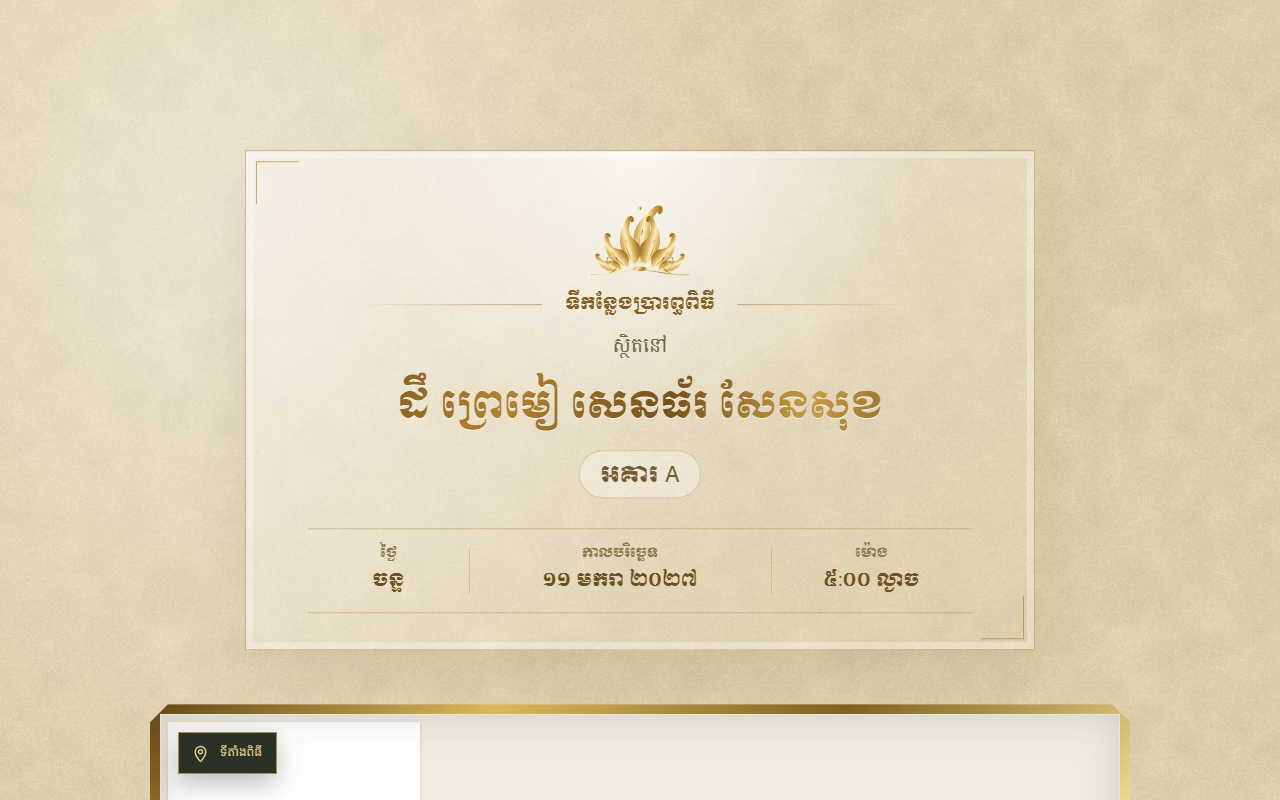 ទីកន្លែងប្រារព្ធពិធី
ស្ថិតនៅ
ដឹ ព្រេមៀ សេនធ័រ សែនសុខ
អគារ A
ថ្ងៃ
ចន្ទ
កាលបរិច្ឆេទ
១១ មករា ២០២៧
ម៉ោង
៥:០០ ល្ងាច
ទីតាំងពិធី